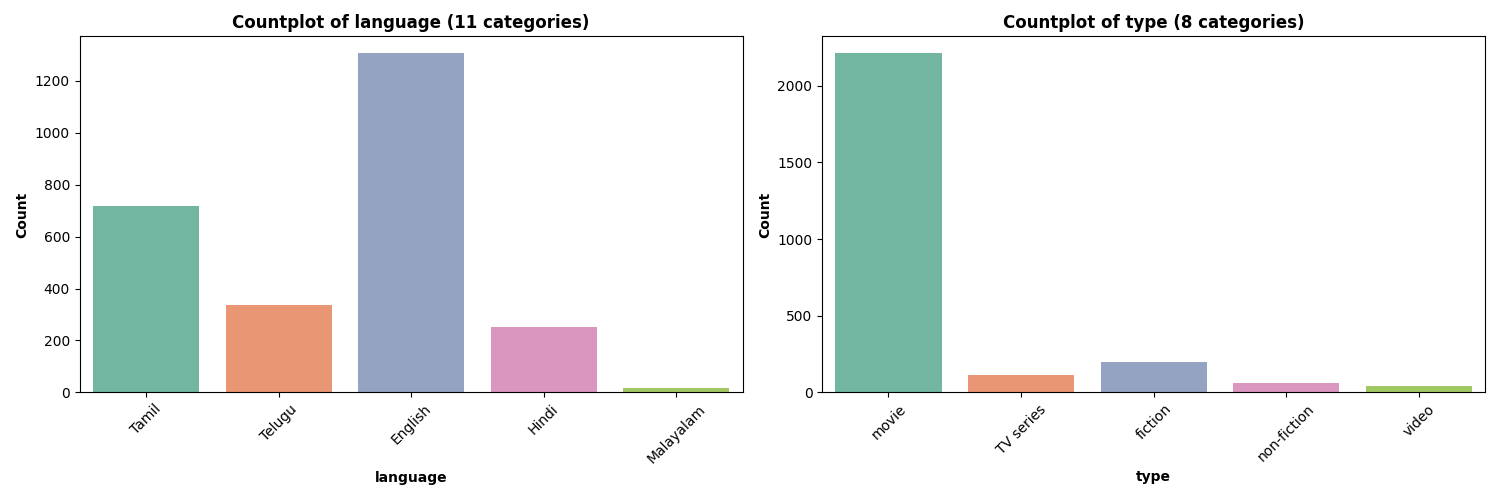 Countplot of language (11 categories)
Count
1200
1000
800
600
400
200
0
Tamil
Telugu
English
Hindi
Malayalam
language
Countplot of type (8 categories)
Count
2000
1500
1000
500
0
movie
TV series
fiction
non-fiction
video
type